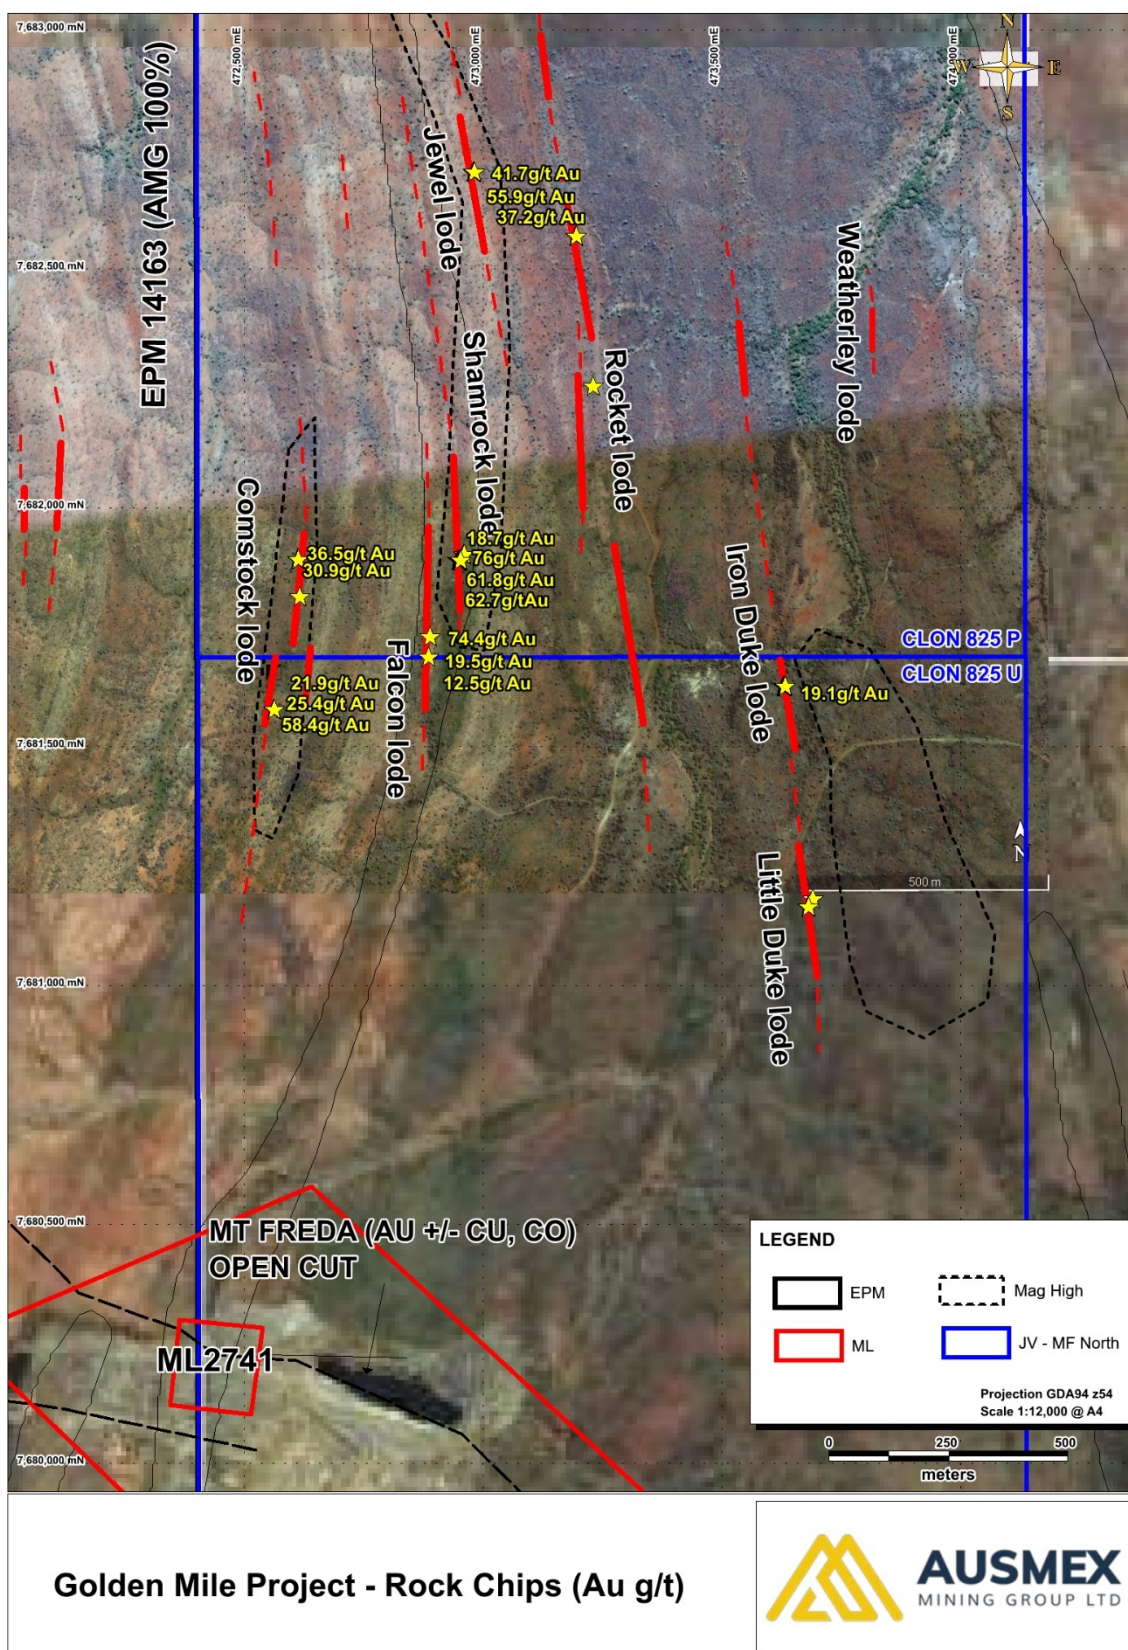 7,683,000 mN
472,500 mE
473,000 mE
473,500 mE
474,000 mE
N
W
E
S
EPM 14163 (AMG 100%)
Jewel lode
41.7g/t Au
55.9g/t Au
37.2g/t Au
7,682,500 mN
Weatherley lode
Shamrock lode
Rocket lode
7,682,000 mN
Comstock lode
36.5g/t Au
30.9g/t Au
18.7g/t Au
76g/t Au
61.8g/t Au
62.7g/tAu
Iron Duke lode
74.4g/t Au
19.5g/t Au
12.5g/t Au
Falcon lode
CLON 825 P
CLON 825 U
21.9g/t Au
25.4g/t Au
58.4g/t Au
19.1g/t Au
7,681,500 mN
N
500 m
Little Duke lode
7,681,000 mN
7,680,500 mN
MT FREDA (AU +/- CU, CO)
OPEN CUT
ML2741
7,680,000 mN
LEGEND
EPM
Mag High
ML
JV - MF North
Projection GDA94 z54
Scale 1:12,000 @ A4
0 250 500
meters
Golden Mile Project - Rock Chips (Au g/t)
AUSMEX
MINING GROUP LTD